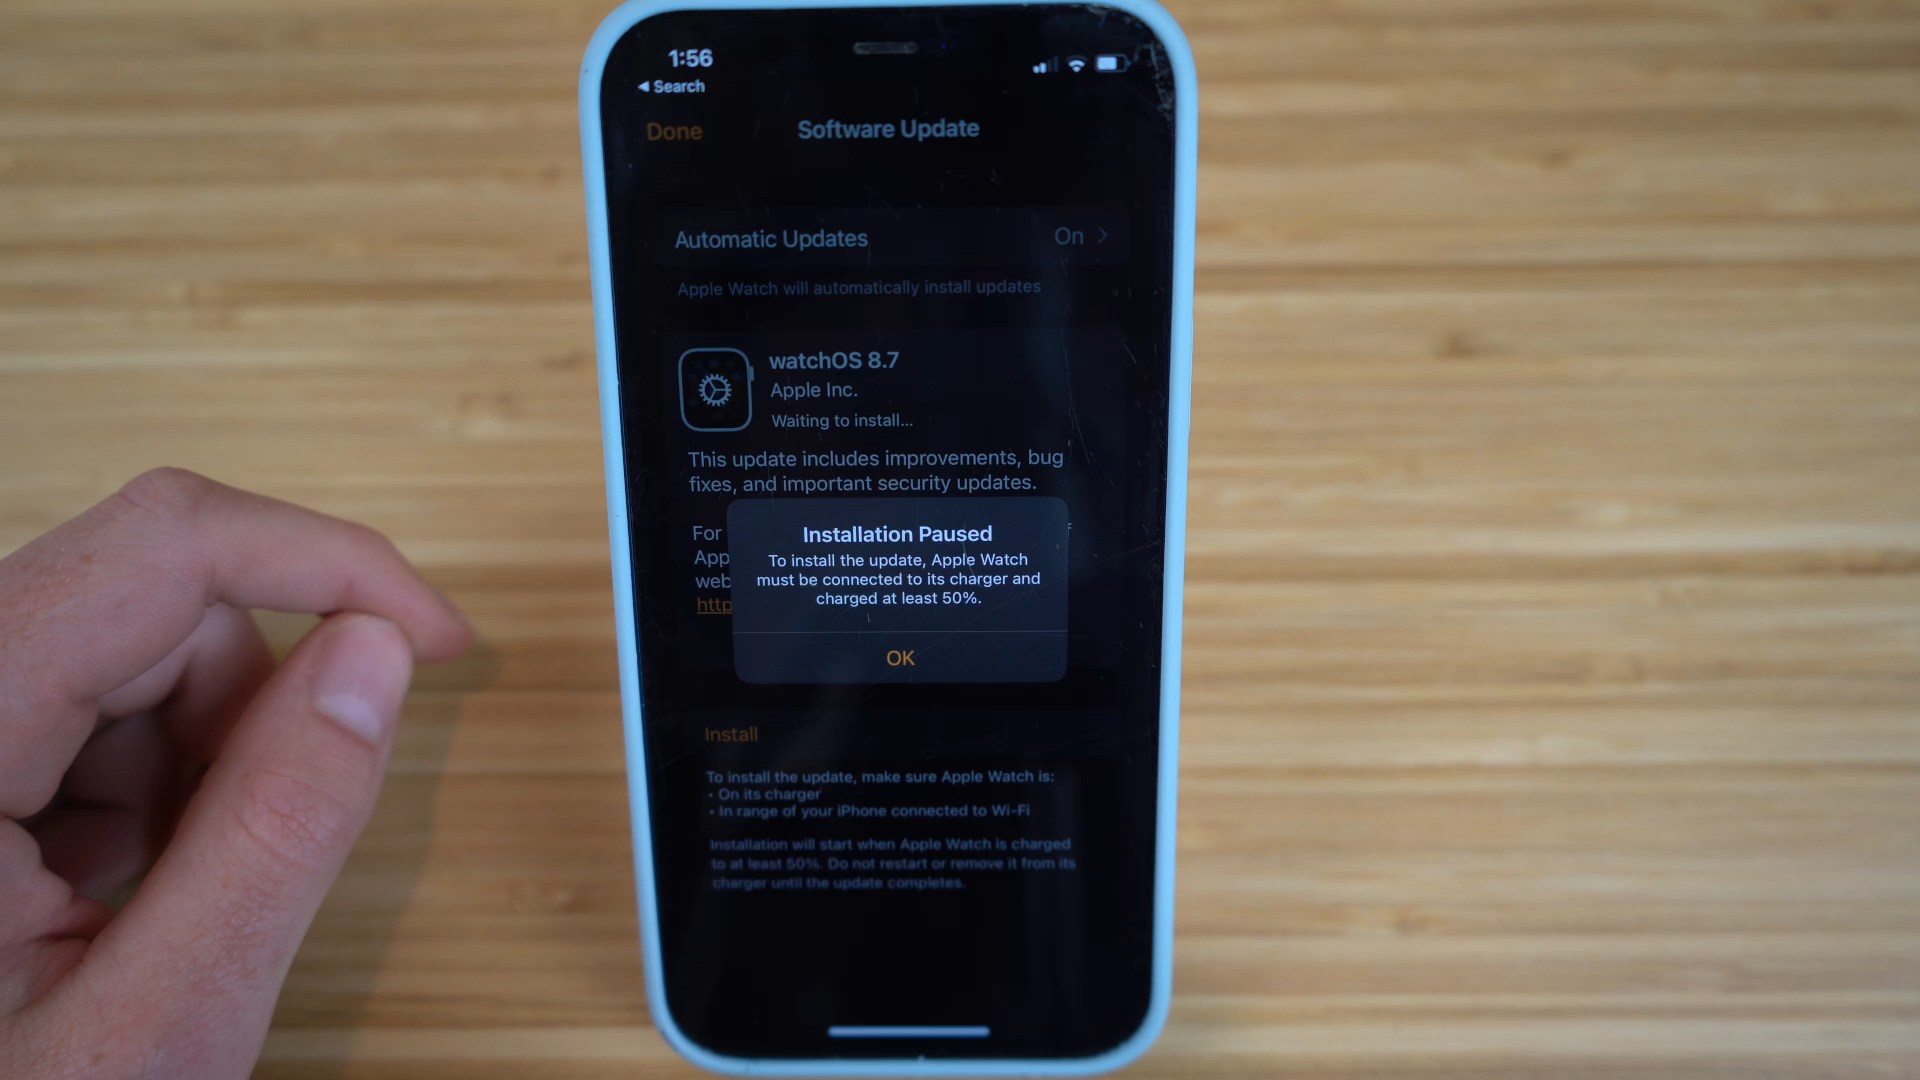 1:56
Search
Done
Software Update
Automatic Updates
On
Apple Watch will automatically install updates
watchOS 8.7
Apple Inc.
Waiting to install...
This update includes improvements, bug
fixes, and important security updates.
For
App
web
http
Installation Paused
To install the update, Apple Watch
must be connected to its charger and
charged at least 50%.
OK
Install
To install the update, make sure Apple Watch is:
• On its charger
• In range of your iPhone connected to Wi-Fi
Installation will start when Apple Watch is charged
to at least 50%. Do not restart or remove it from its
charger until the update completes.